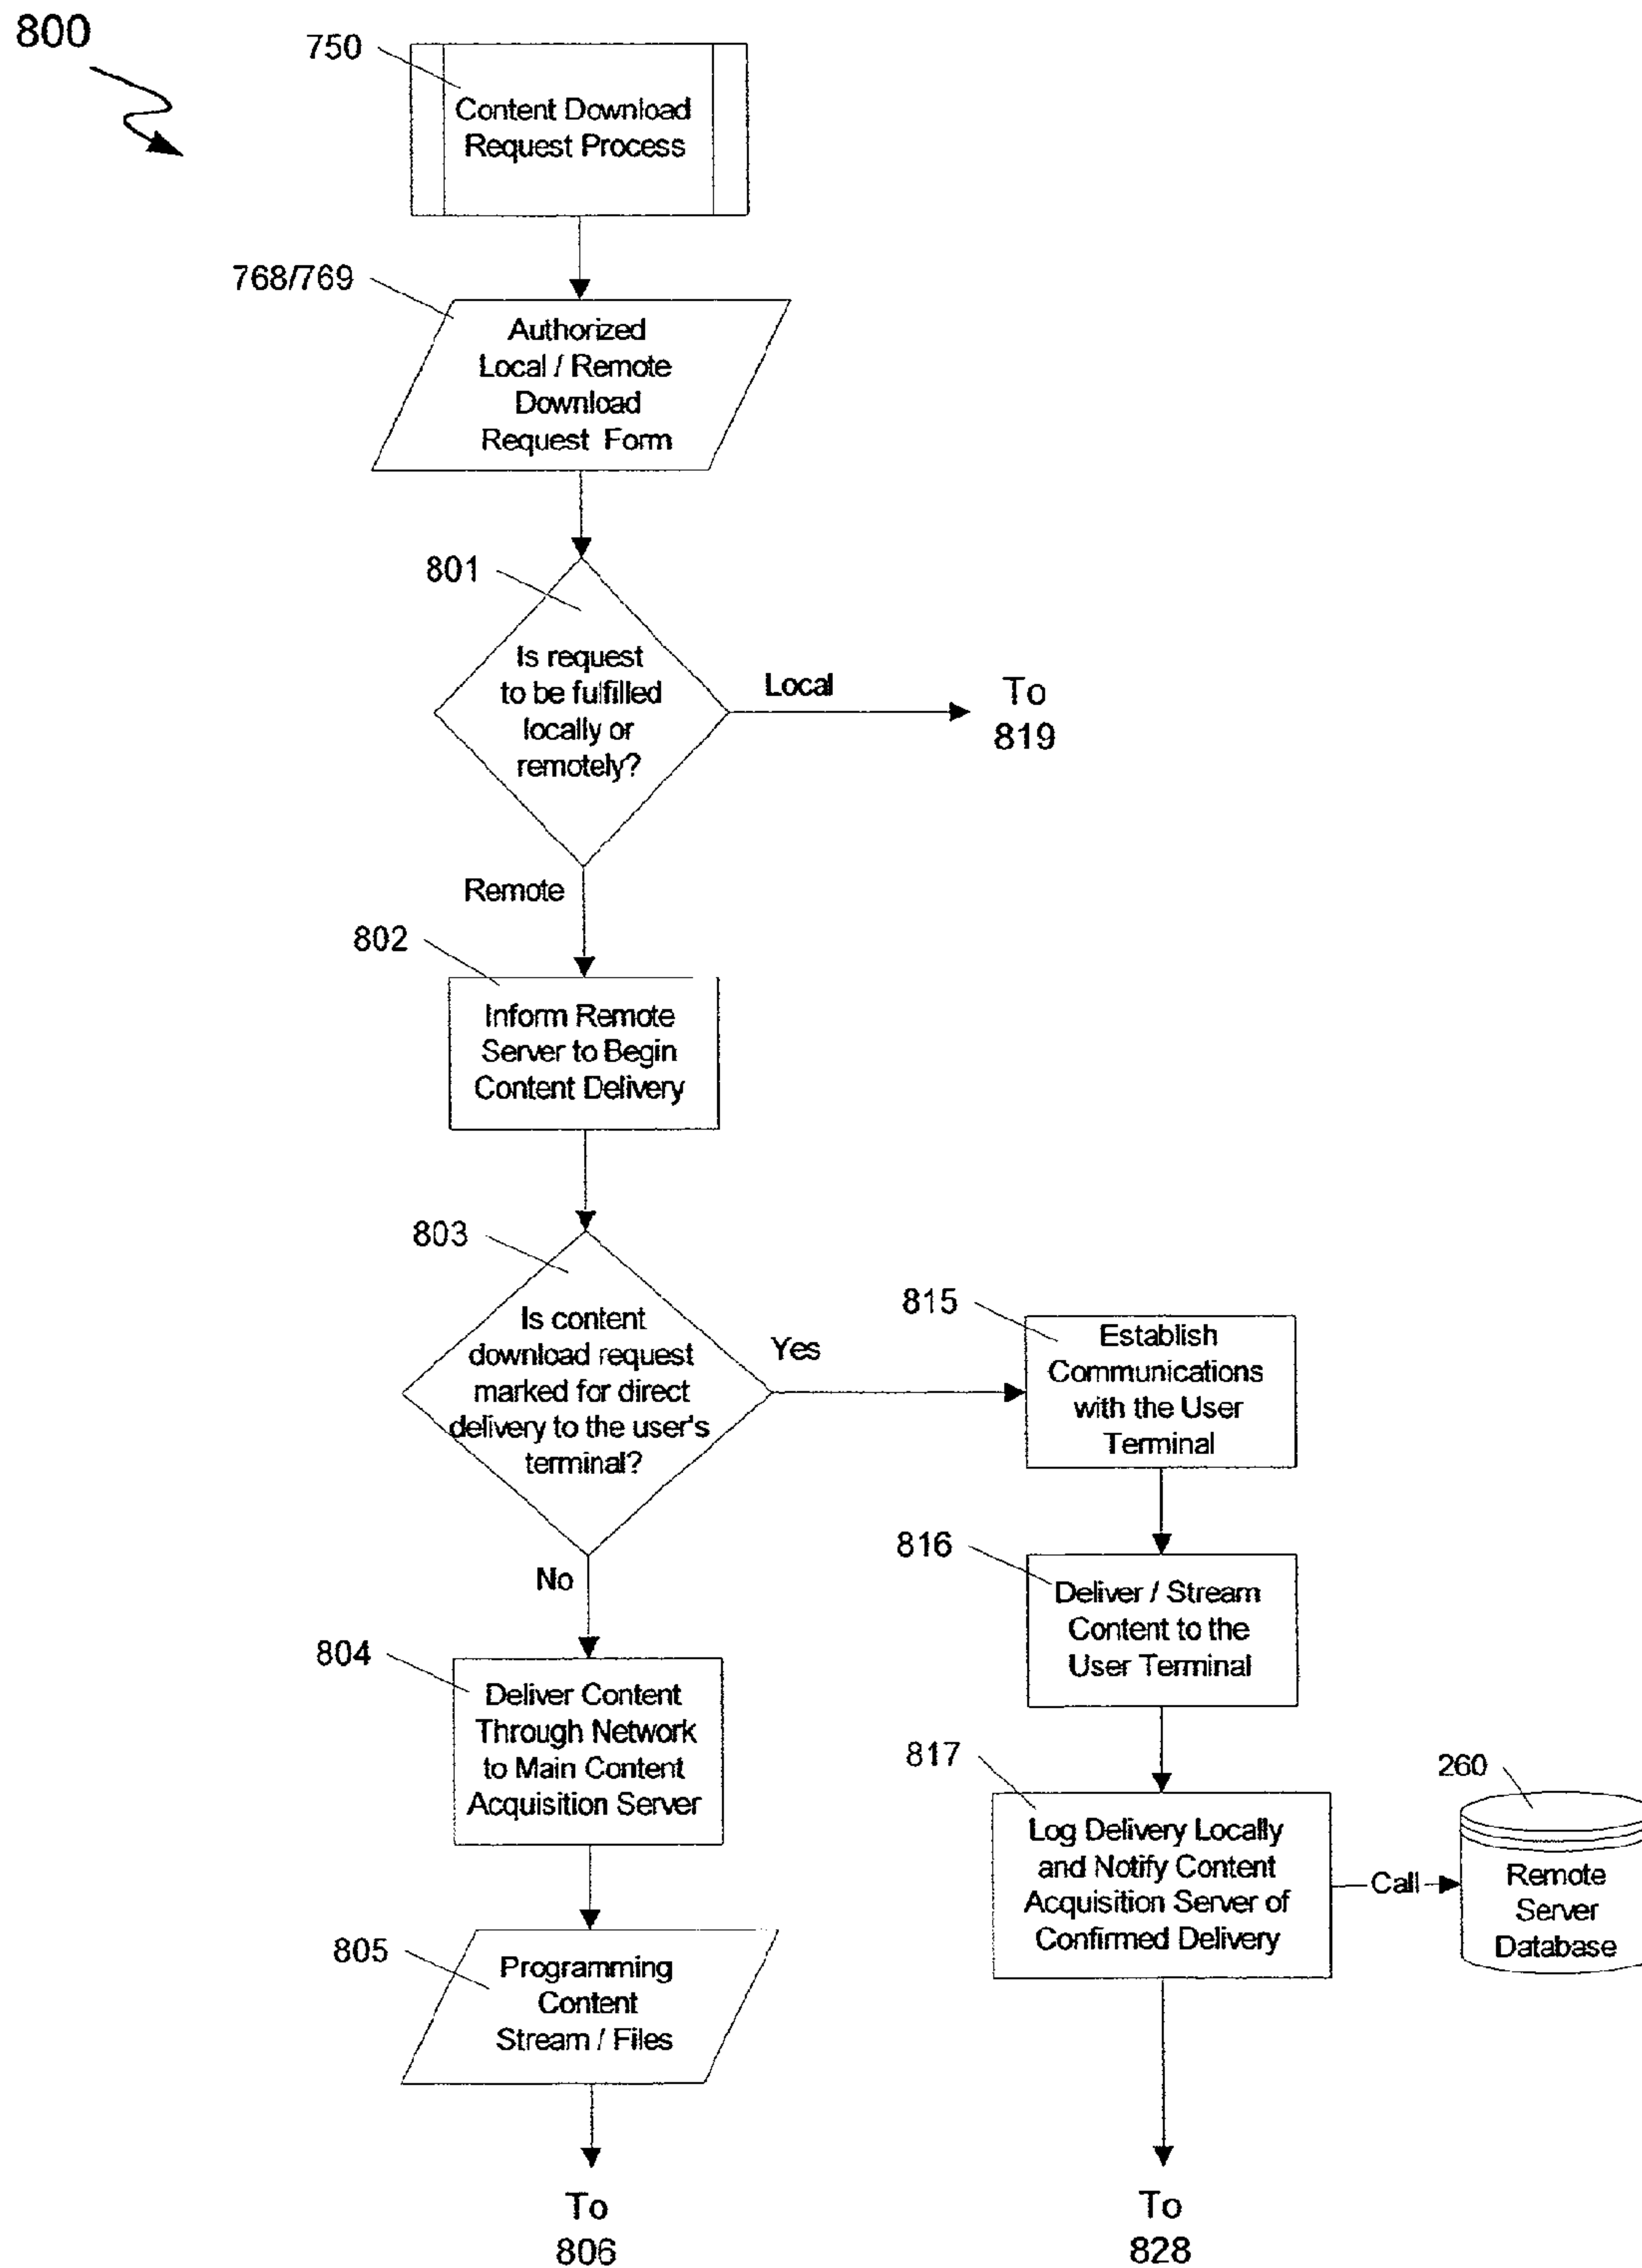 800
750
Content Download
Request Process
768/769
Authorized
Local / Remote
Download
Request Form
801
Is request
to be fulfilled
locally or
remotely?
Local
To
819
Remote
802
Inform Remote
Server to Begin
Content Delivery
803
Is content
download request
marked for direct
delivery to the user's
terminal?
Yes
815
Establish
Communications
with the User
Terminal
816
Deliver / Stream
Content to the
User Terminal
No
804
Deliver Content
Through Network
to Main Content
Acquisition Server
817
Log Delivery Locally
and Notify Content
Acquisition Server of
Confirmed Delivery
Call
260
Remote
Server
Database
805
Programming
Content
Stream / Files
To
806
To
828